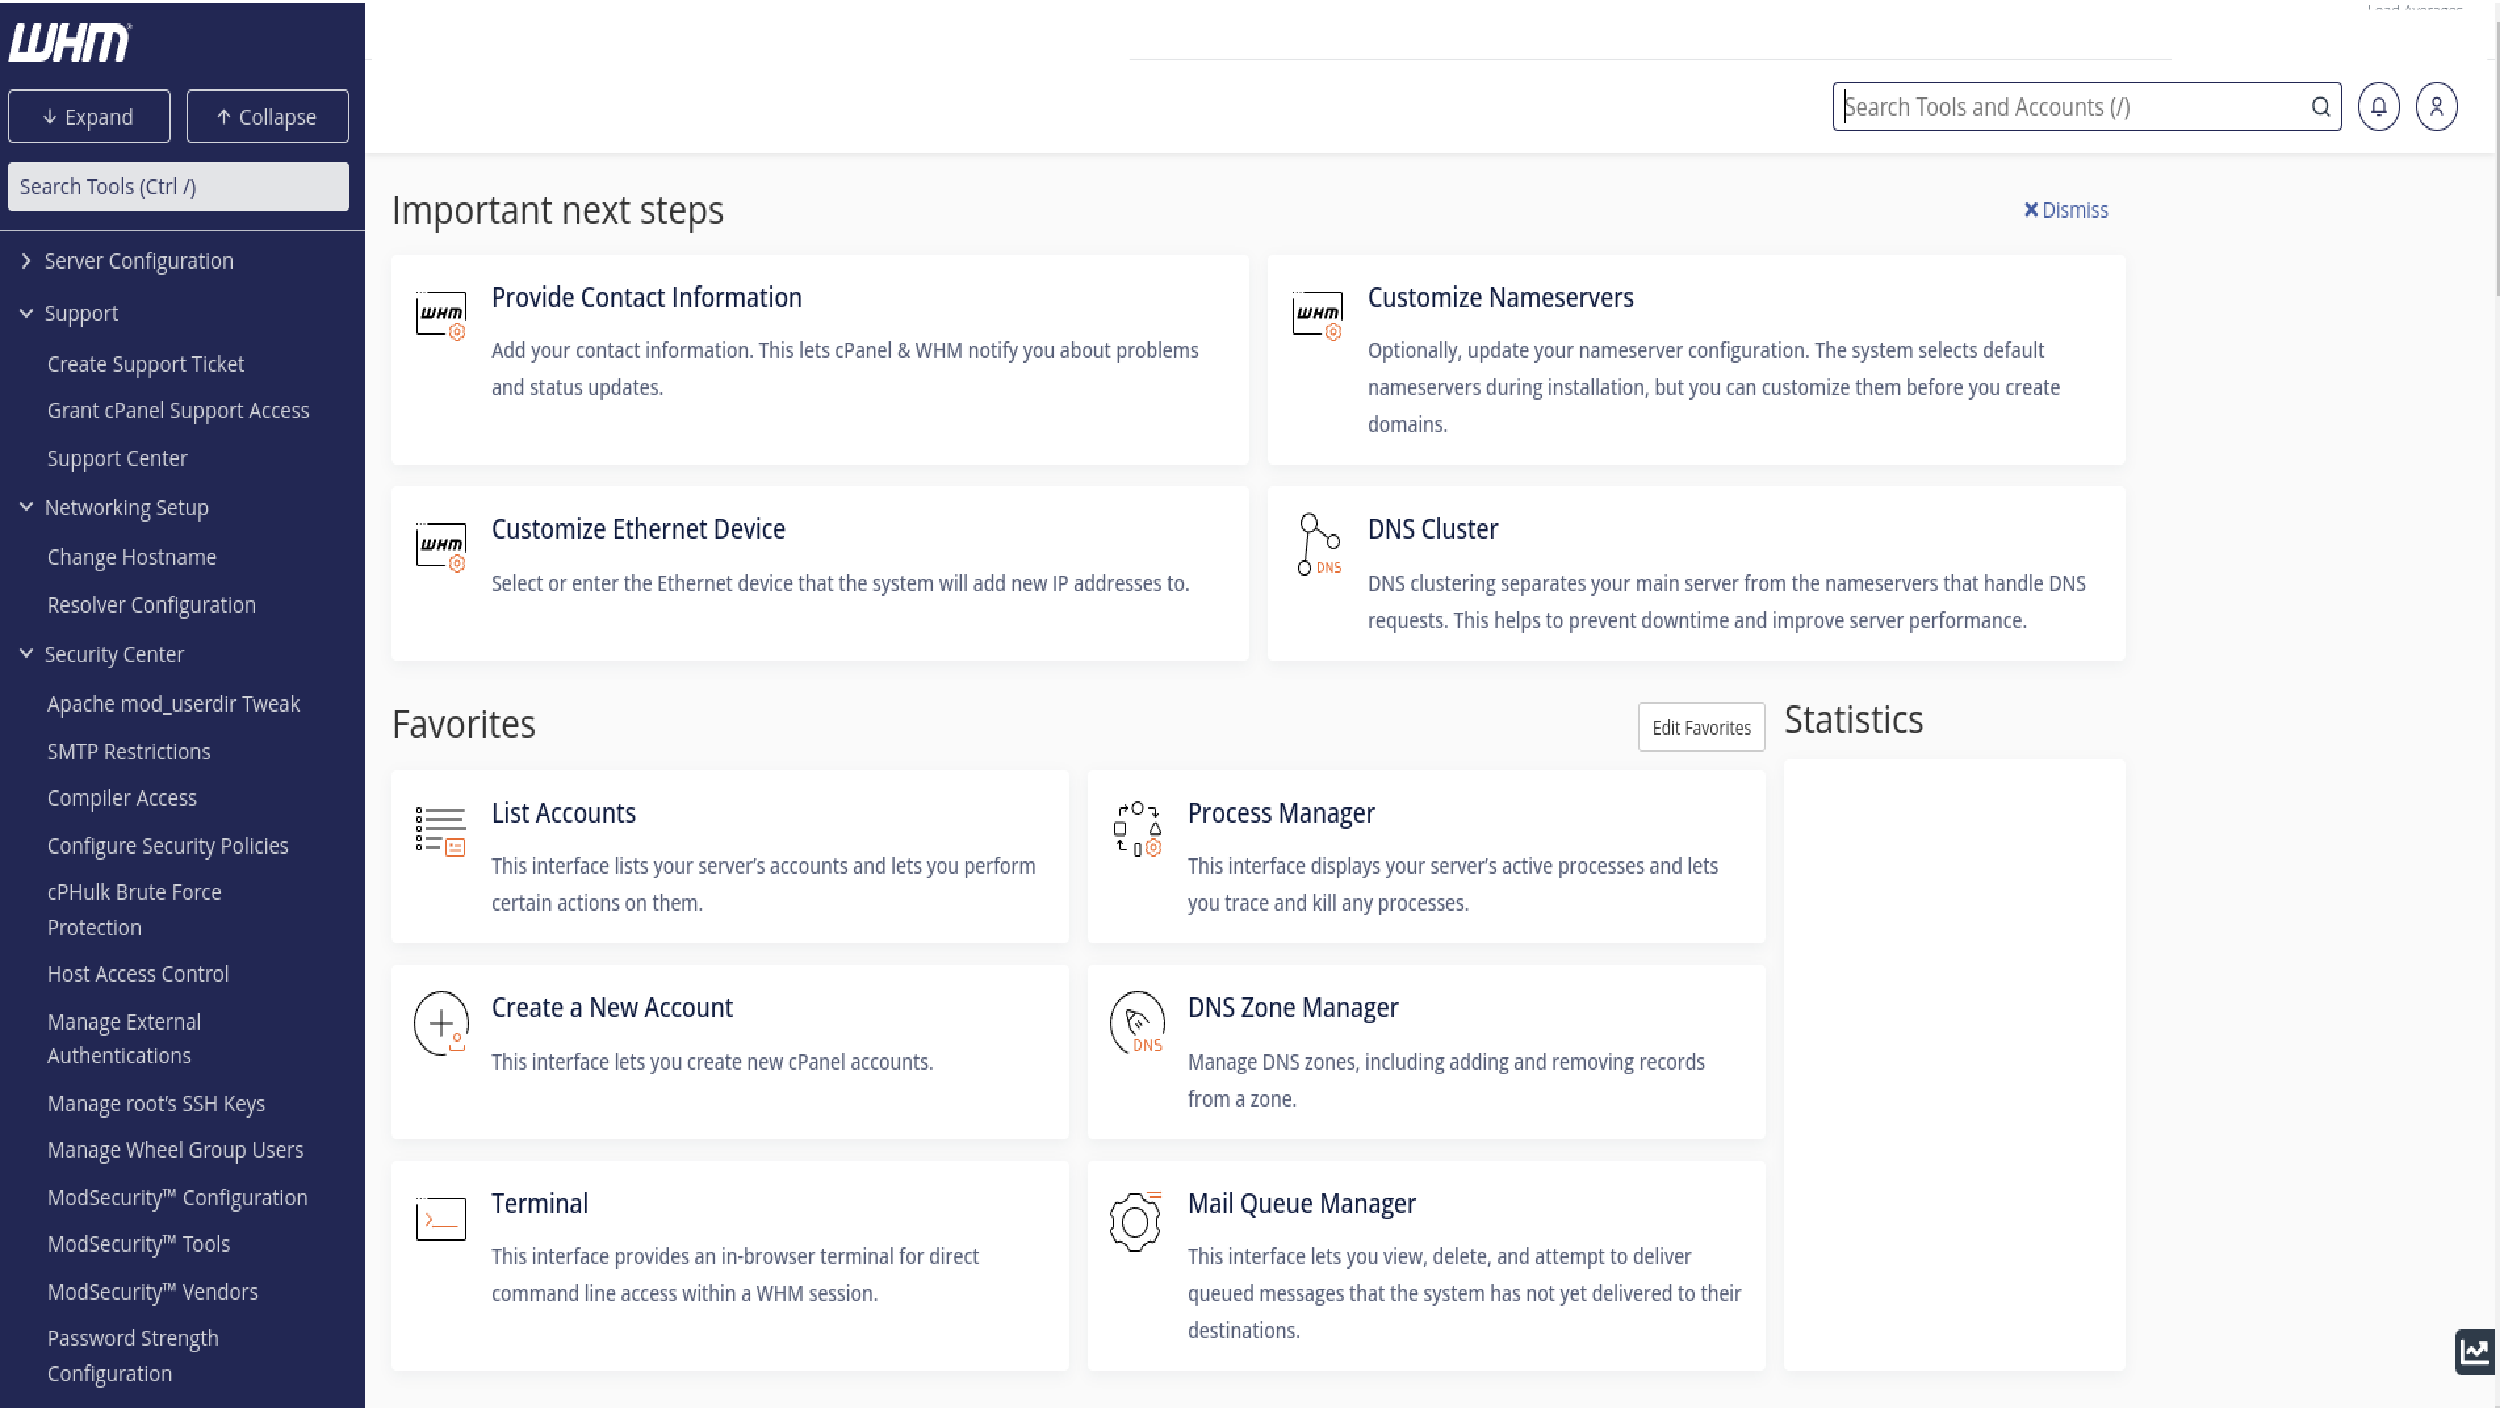 WHM
Load Averages
Expand
Collapse
Search Tools and Accounts (/)
Search Tools (Ctrl /)
Server Configuration
Support
Create Support Ticket
Grant cPanel Support Access
Support Center
Networking Setup
Change Hostname
Resolver Configuration
Security Center
Apache mod_userdir Tweak
SMTP Restrictions
Compiler Access
Configure Security Policies
cPHulk Brute Force
Protection
Host Access Control
Manage External
Authentications
Manage root's SSH Keys
Manage Wheel Group Users
ModSecurity™ Configuration
ModSecurity™ Tools
ModSecurity™ Vendors
Password Strength
Configuration
Important next steps
Dismiss
WHM
Provide Contact Information
Add your contact information. This lets cPanel & WHM notify you about problems
and status updates.
WHM
Customize Nameservers
Optionally, update your nameserver configuration. The system selects default
nameservers during installation, but you can customize them before you create
domains.
WHM
Customize Ethernet Device
Select or enter the Ethernet device that the system will add new IP addresses to.
DNS
DNS Cluster
DNS clustering separates your main server from the nameservers that handle DNS
requests. This helps to prevent downtime and improve server performance.
Favorites
Edit Favorites
Statistics
List Accounts
This interface lists your server's accounts and lets you perform
certain actions on them.
Process Manager
This interface displays your server's active processes and lets
you trace and kill any processes.
Create a New Account
This interface lets you create new cPanel accounts.
DNS
DNS Zone Manager
Manage DNS zones, including adding and removing records
from a zone.
Terminal
This interface provides an in-browser terminal for direct
command line access within a WHM session.
Mail Queue Manager
This interface lets you view, delete, and attempt to deliver
queued messages that the system has not yet delivered to their
destinations.